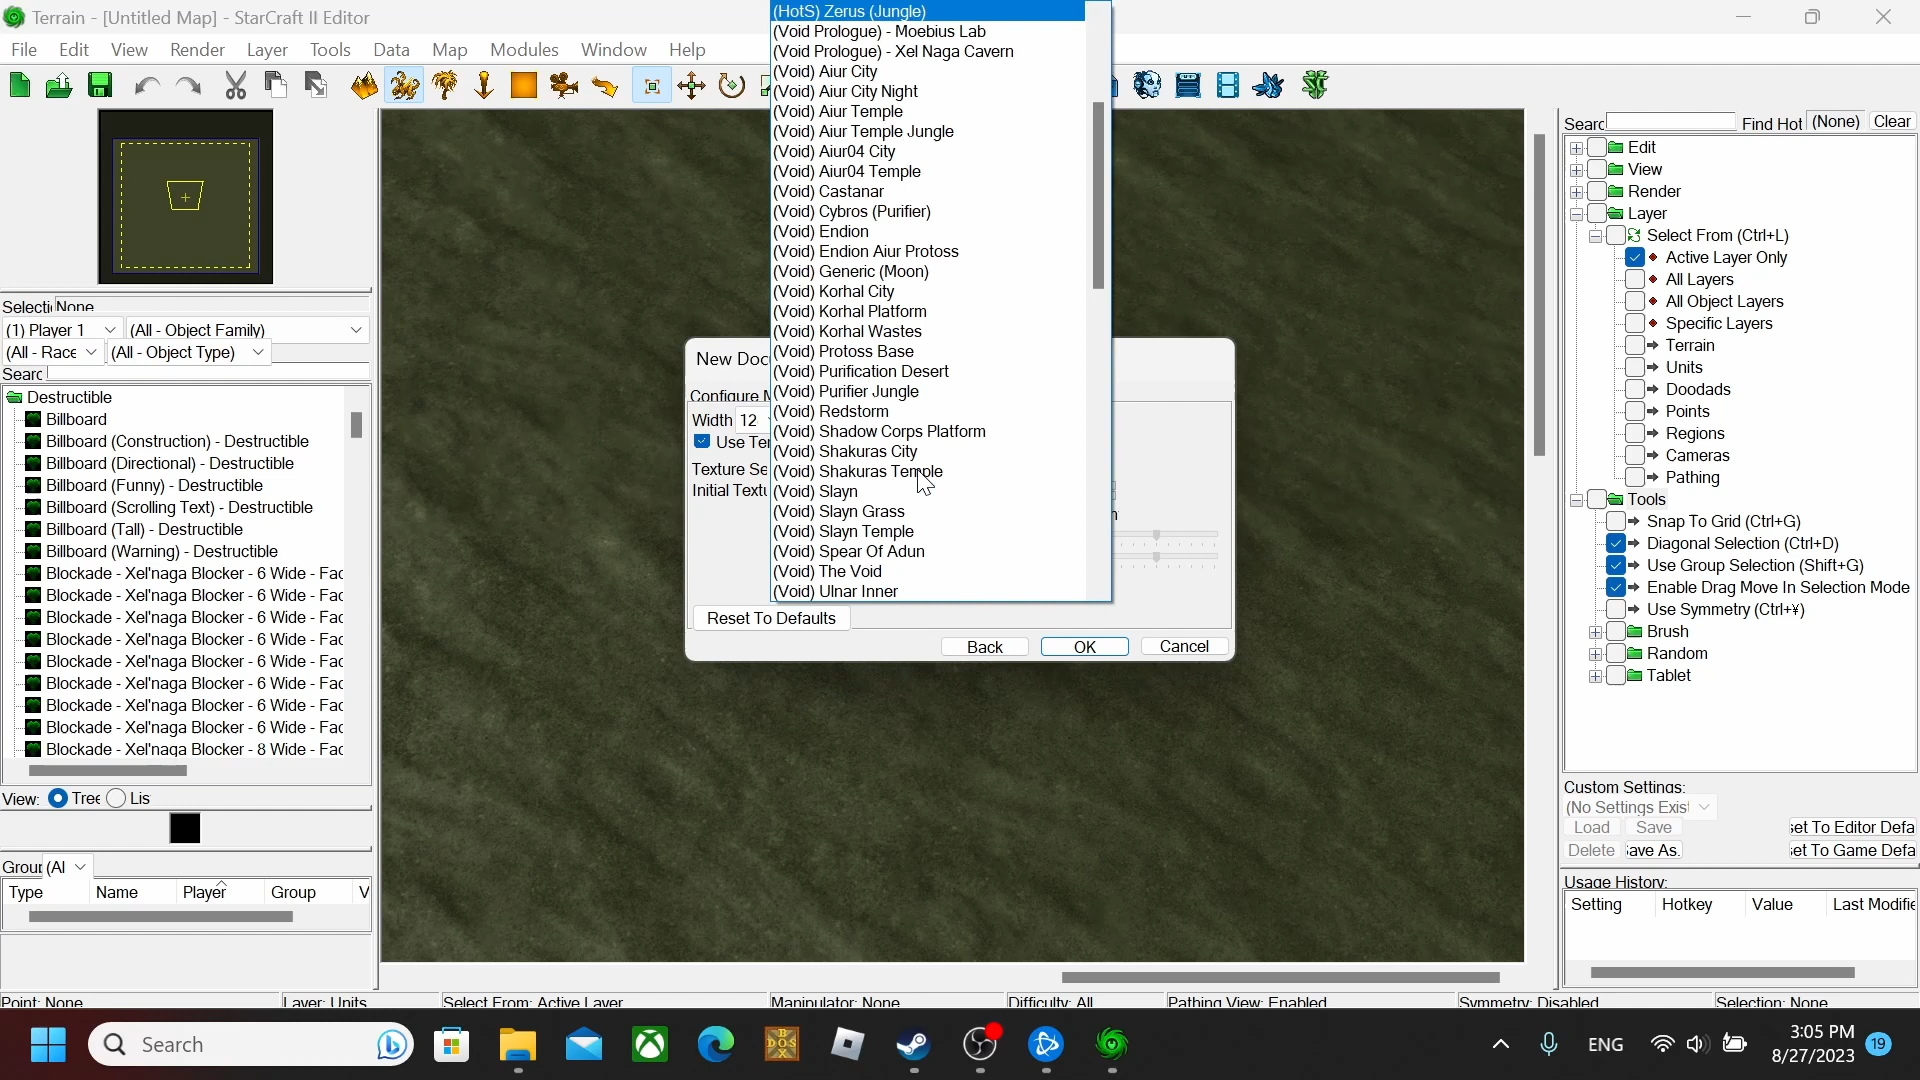 Terrain - [Untitled Map] - StarCraft II Editor
File Edit View Render Layer Tools Data Map Modules Window Help
(HotS) Zerus (Jungle)
(Void Prologue) - Moebius Lab
(Void Prologue) - Xel Naga Cavern
(Void) Aiur City
(Void) Aiur City Night
(Void) Aiur Temple
(Void) Aiur Temple Jungle
(Void) Aiur04 City
(Void) Aiur04 Temple
(Void) Castanar
(Void) Cybros (Purifier)
(Void) Endion
(Void) Endion Aiur Protoss
(Void) Generic (Moon)
(Void) Korhal City
(Void) Korhal Platform
(Void) Korhal Wastes
(Void) Protoss Base
(Void) Purification Desert
(Void) Purifier Jungle
(Void) Redstorm
(Void) Shadow Corps Platform
(Void) Shakuras City
(Void) Shakuras Temple
(Void) Slayn
(Void) Slayn Grass
(Void) Slayn Temple
(Void) Spear Of Adun
(Void) The Void
(Void) Ulnar Inner
New Doc
Configure M
Width 12
Use Ter
Texture Se
Initial Textu
Reset To Defaults
Back OK Cancel
Selecti None
(1) Player 1 (All - Object Family)
(All - Race (All - Object Type)
Searc
Destructible
Billboard
Billboard (Construction) - Destructible
Billboard (Directional) - Destructible
Billboard (Funny) - Destructible
Billboard (Scrolling Text) - Destructible
Billboard (Tall) - Destructible
Billboard (Warning) - Destructible
Blockade - Xel'naga Blocker - 6 Wide - Fac
Blockade - Xel'naga Blocker - 6 Wide - Fac
Blockade - Xel'naga Blocker - 6 Wide - Fac
Blockade - Xel'naga Blocker - 6 Wide - Fac
Blockade - Xel'naga Blocker - 6 Wide - Fac
Blockade - Xel'naga Blocker - 6 Wide - Fac
Blockade - Xel'naga Blocker - 6 Wide - Fac
Blockade - Xel'naga Blocker - 6 Wide - Fac
Blockade - Xel'naga Blocker - 8 Wide - Fac
View: Tree Lis
Grou (Al
Type Name Player Group V
Searc Find Hot (None) Clear
Edit
View
Render
Layer
Select From (Ctrl+L)
Active Layer Only
All Layers
All Object Layers
Specific Layers
Terrain
Units
Doodads
Points
Regions
Cameras
Pathing
Tools
Snap To Grid (Ctrl+G)
Diagonal Selection (Ctrl+D)
Use Group Selection (Shift+G)
Enable Drag Move In Selection Mode
Use Symmetry (Ctrl+¥)
Brush
Random
Tablet
Custom Settings:
(No Settings Exist
Load Save set To Editor Defa
Delete ave As. set To Game Defa
Usage History:
Setting Hotkey Value Last Modifie
Point: None Layer: Units Select From: Active Layer Manipulator: None Difficulty: All Pathing View: Enabled Symmetry: Disabled Selection: None
Search
DOS
BOX
ENG
3:05 PM
8/27/2023
19